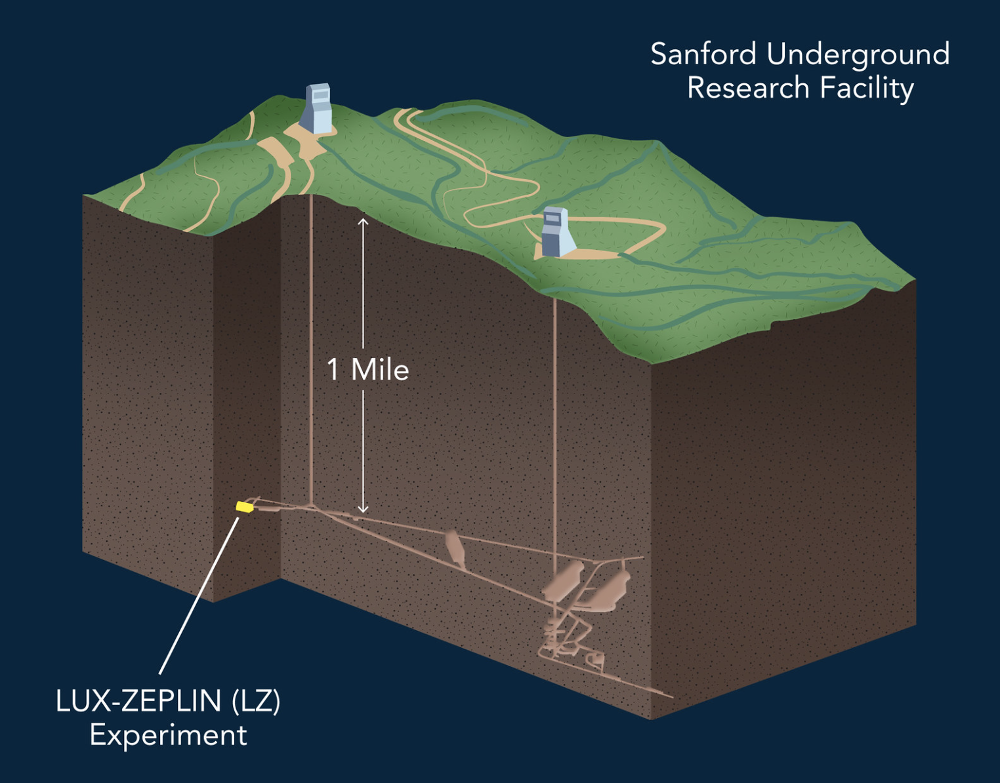 Sanford Underground
Research Facility
1 Mile
LUX-ZEPLIN (LZ)
Experiment